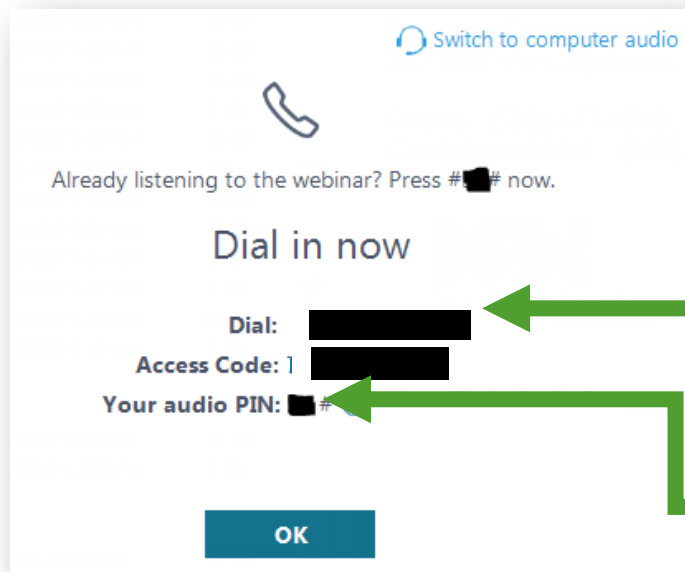 Switch to computer audio
Already listening to the webinar? Press ## now.
Dial in now
Dial:
Access Code:
Your audio PIN: #
OK